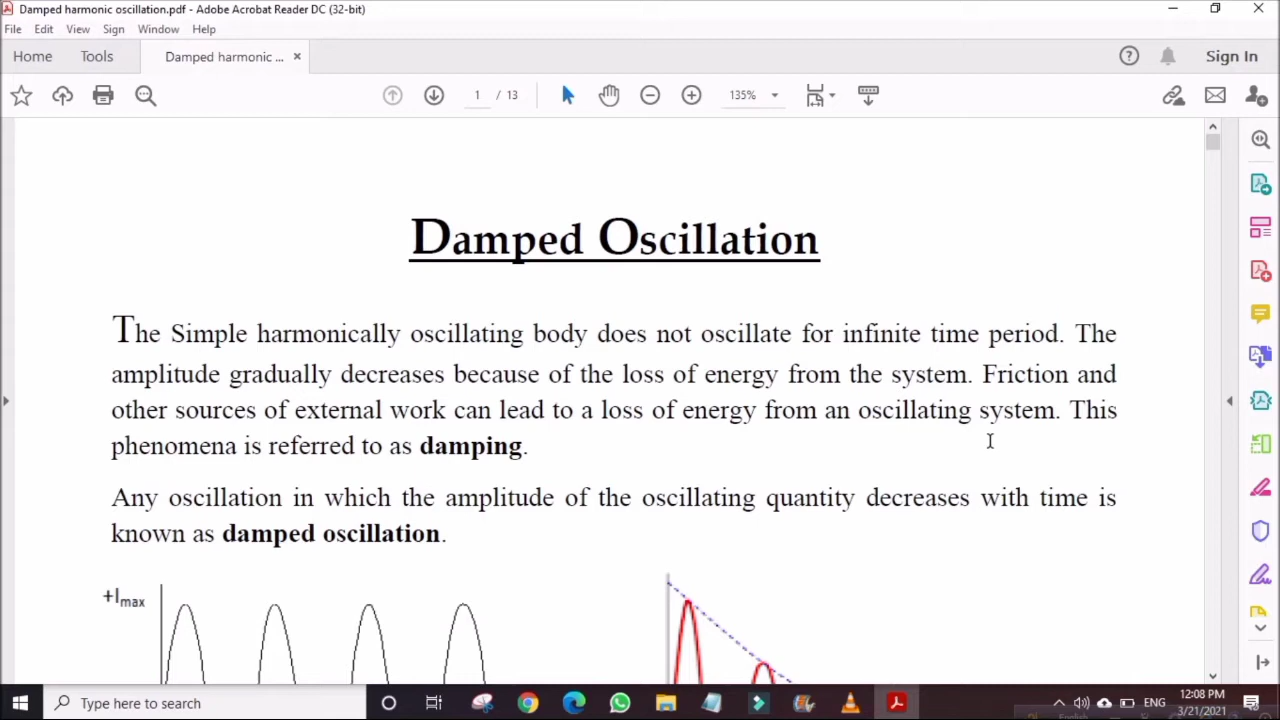 Damped harmonic oscillation.pdf - Adobe Acrobat Reader DC (32-bit)
File Edit View Sign Window Help
Home Tools Damped harmonic ... × Sign In
1 / 13 135%
Damped Oscillation
The Simple harmonically oscillating body does not oscillate for infinite time period. The
amplitude gradually decreases because of the loss of energy from the system. Friction and
other sources of external work can lead to a loss of energy from an oscillating system. This
phenomena is referred to as damping.
Any oscillation in which the amplitude of the oscillating quantity decreases with time is
known as damped oscillation.
+Imax
Type here to search ENG 12:08 PM
English 3/21/2021